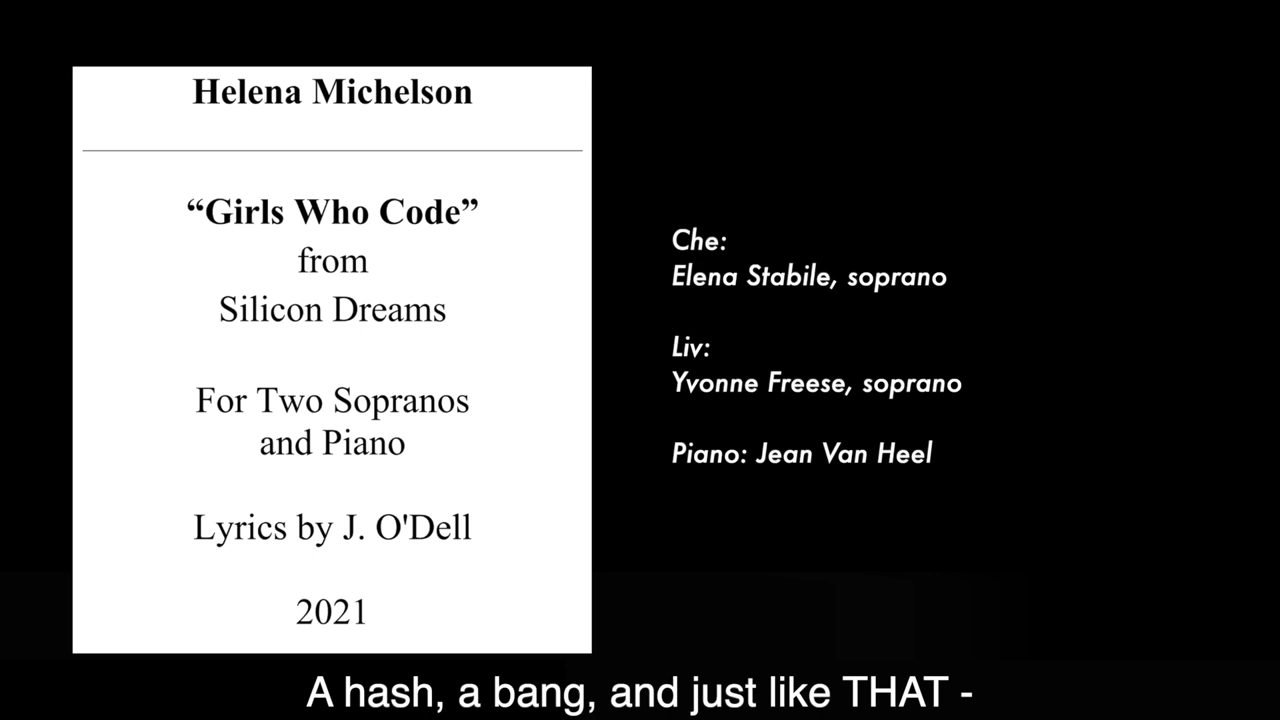 Helena Michelson
“Girls Who Code”
from
Silicon Dreams
For Two Sopranos
and Piano
Lyrics by J. O'Dell
2021
Che:
Elena Stabile, soprano
Liv:
Yvonne Freese, soprano
Piano: Jean Van Heel
A hash, a bang, and just like THAT -